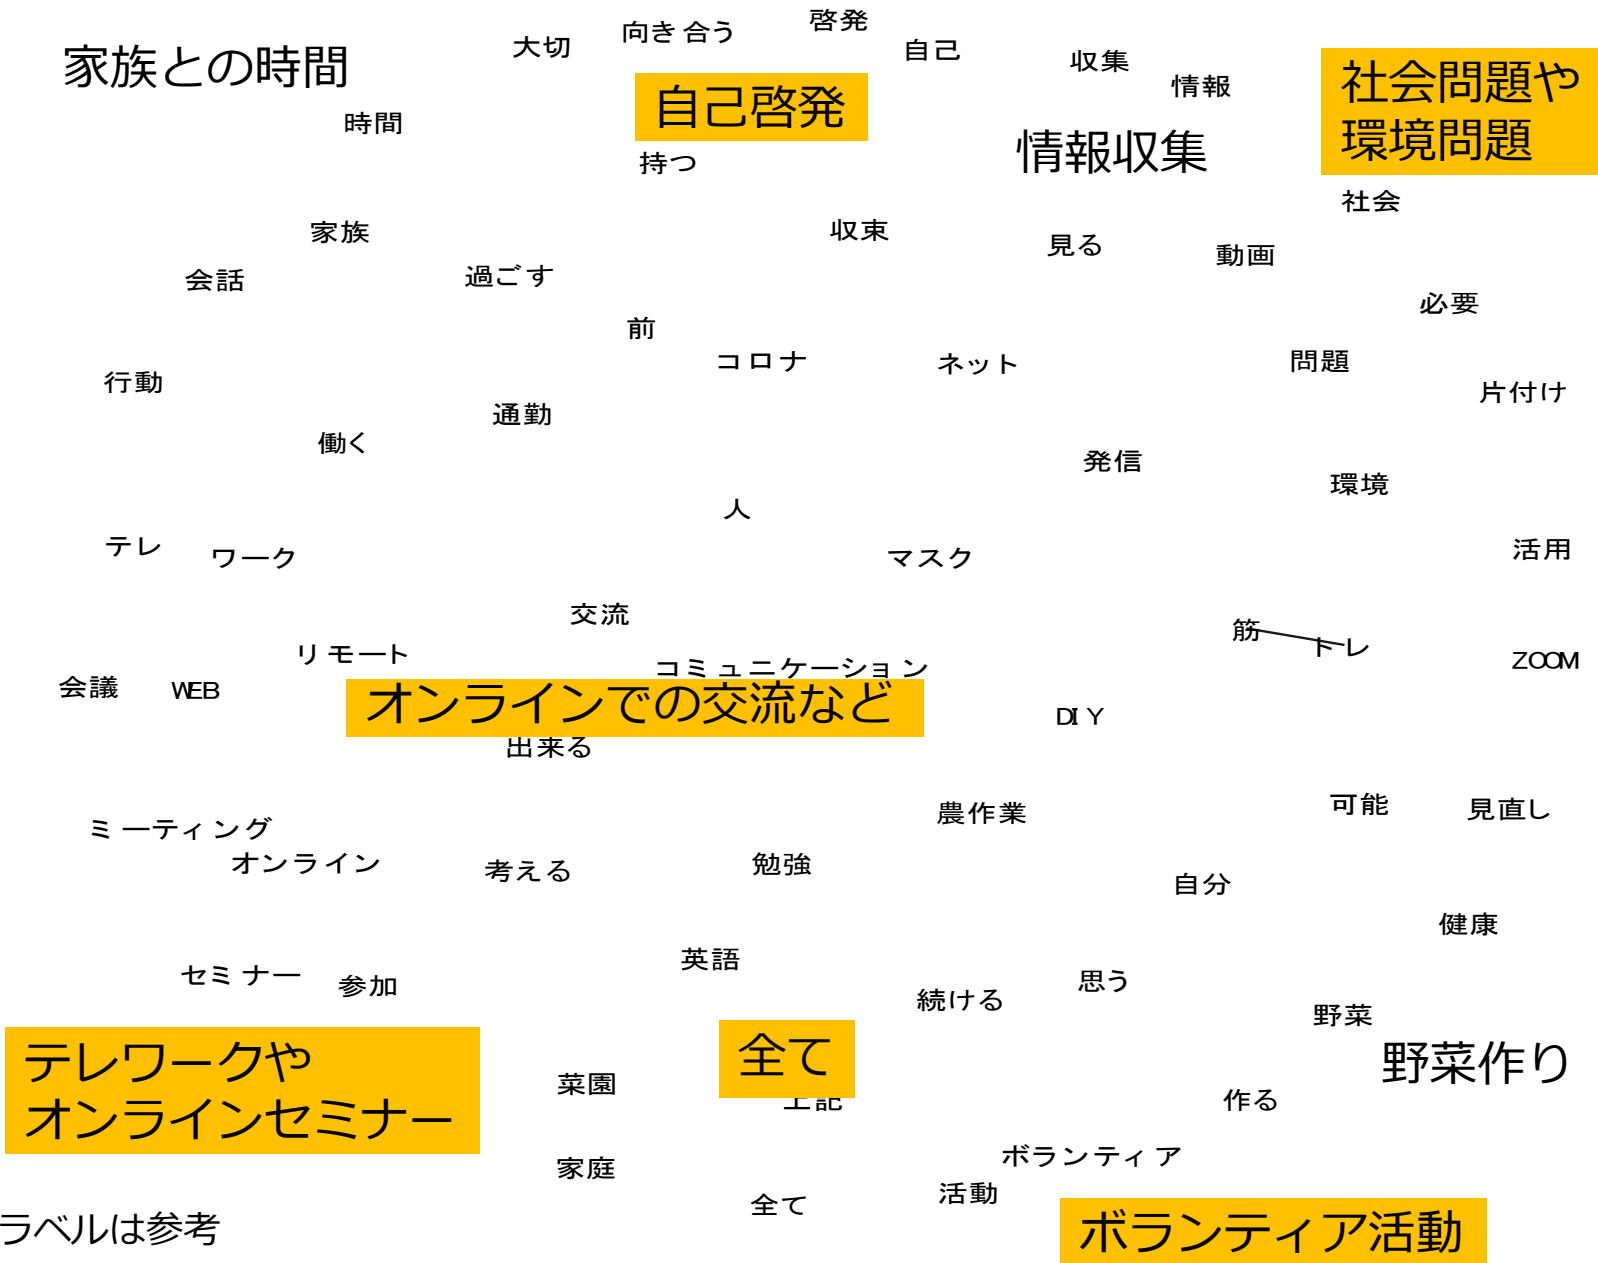 啓発
向き合う
大切
自己
家族との時間
収集
情報
社会問題や
環境問題
自己啓発
時間
情報収集
持つ
社会
家族
収束
見る
動画
会話
過ごす
必要
前
コロナ
ネット
問題
行動
片付け
通勤
働く
発信
環境
人
テレ
ワーク
マスク
活用
交流
筋
トレ
リモート
コミュニケーション
ZOOM
会議
WEB
オンラインでの交流など
DIY
出来る
可能
見直し
農作業
ミーティング
オンライン
考える
勉強
自分
健康
英語
セミナー
参加
思う
続ける
野菜
テレワークや
オンラインセミナー
全て
野菜作り
菜園
上記
作る
ボランティア
家庭
活動
全て
ラベルは参考
ボランティア活動